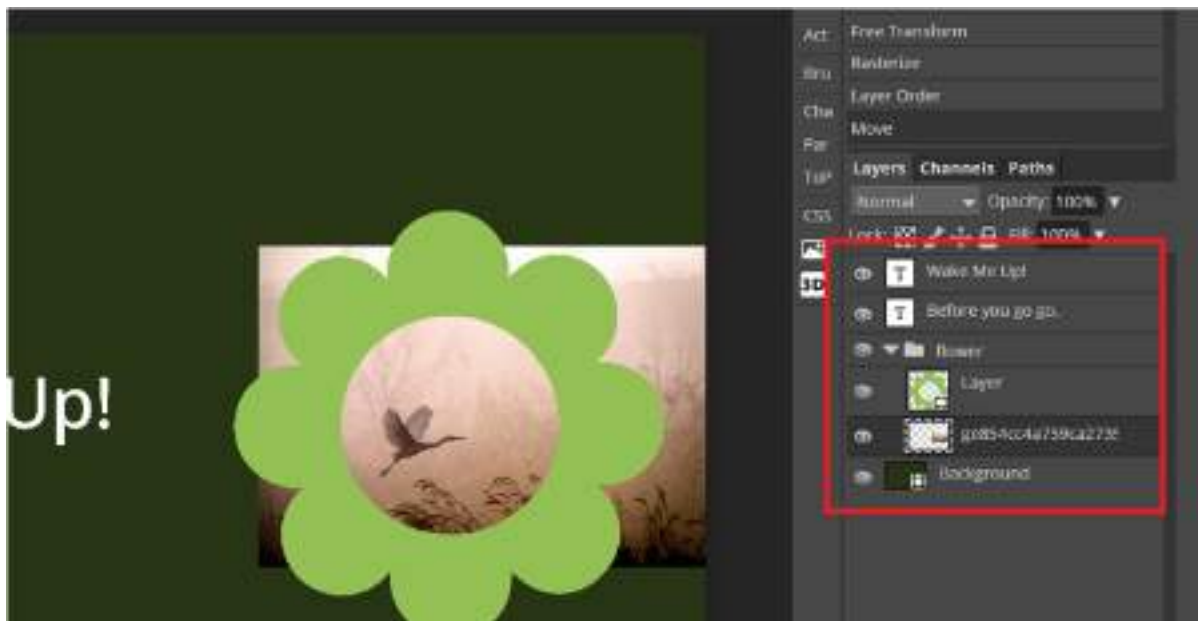 Up!
Act
Bru
Cha
Par
CSS
3D
Free Transform
Rasterize
Layer Order
Move
Layers Channels Paths
Normal Opacity: 100%
Lock: Fill: 100%
Wake Me Up!
Before you go go..
flower
Layer
Background